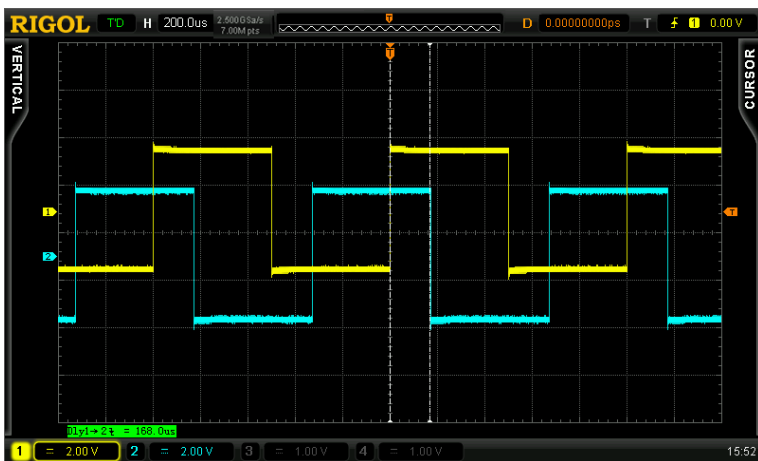 RIGOL T'D H 200.0us 2.500GSa/s 7.00M pts D 0.00000000ps T 1 0.00 V
VERTICAL
CURSOR
T
1
T
2
Dly1→2 = 168.0us
1 = 2.00 V 2 = 2.00 V 3 = 1.00 V 4 = 1.00 V 15:52